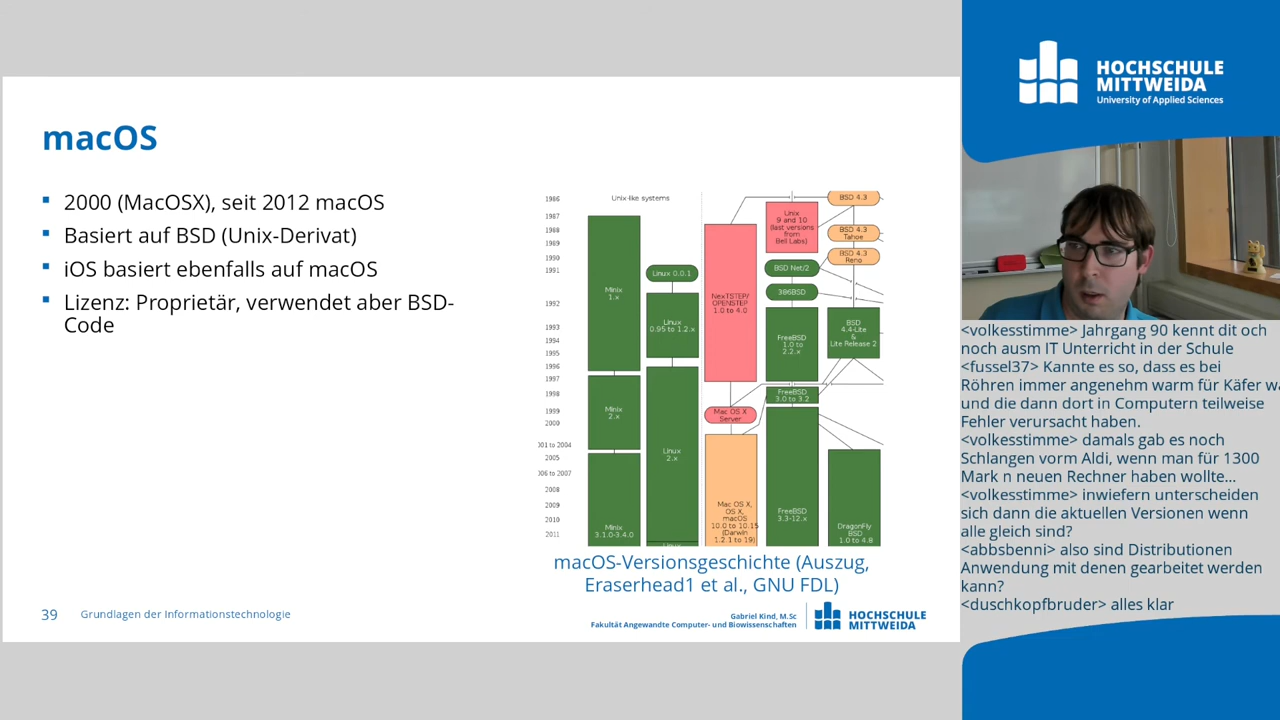 macOS
2000 (MacOSX), seit 2012 macOS
Basiert auf BSD (Unix-Derivat)
iOS basiert ebenfalls auf macOS
Lizenz: Proprietär, verwendet aber BSD-
Code
Unix-like systems
1986
1987
1988
1989
1990
1991
1992
1993
1994
1995
1996
1997
1998
1999
2000
001 to 2004
2005
006 to 2007
2008
2009
2010
2011
Minix
1.x
Minix
2.x
Minix
3.1.0-3.4.0
Linux 0.0.1
Linux
0.95 to 1.2.x
Linux
2.x
NexTSTEP/
OPENSTEP
1.0 to 4.0
Mac OS X
Server
Mac OS X,
OS X,
macOS
10.0 to 10.15
(Darwin
1.2.1 to 19)
Unix
9 and 10
(last versions
from
Bell Labs)
BSD Net/2
386BSD
FreeBSD
1.0 to
2.2.x
FreeBSD
3.0 to 3.2
FreeBSD
3.3-12.x
BSD 4.3
BSD 4.3
Tahoe
BSD 4.3
Reno
BSD
4.4-Lite
&
Lite Release 2
DragonFly
BSD
1.0 to 4.8
macOS-Versionsgeschichte (Auszug,
Eraserhead1 et al., GNU FDL)
39 Grundlagen der Informationstechnologie
Gabriel Kind, M.Sc
Fakultät Angewandte Computer- und Biowissenschaften
HOCHSCHULE
MITTWEIDA
HOCHSCHULE
MITTWEIDA
University of Applied Sciences
<volkesstimme> Jahrgang 90 kennt dit och
noch ausm IT Unterricht in der Schule
<fussel37> Kannte es so, dass es bei
Röhren immer angenehm warm für Käfer wa
und die dann dort in Computern teilweise
Fehler verursacht haben.
<volkesstimme> damals gab es noch
Schlangen vorm Aldi, wenn man für 1300
Mark n neuen Rechner haben wollte...
<volkesstimme> inwiefern unterscheiden
sich dann die aktuellen Versionen wenn
alle gleich sind?
<abbsbenni> also sind Distributionen
Anwendung mit denen gearbeitet werden
kann?
<duschkopfbruder> alles klar